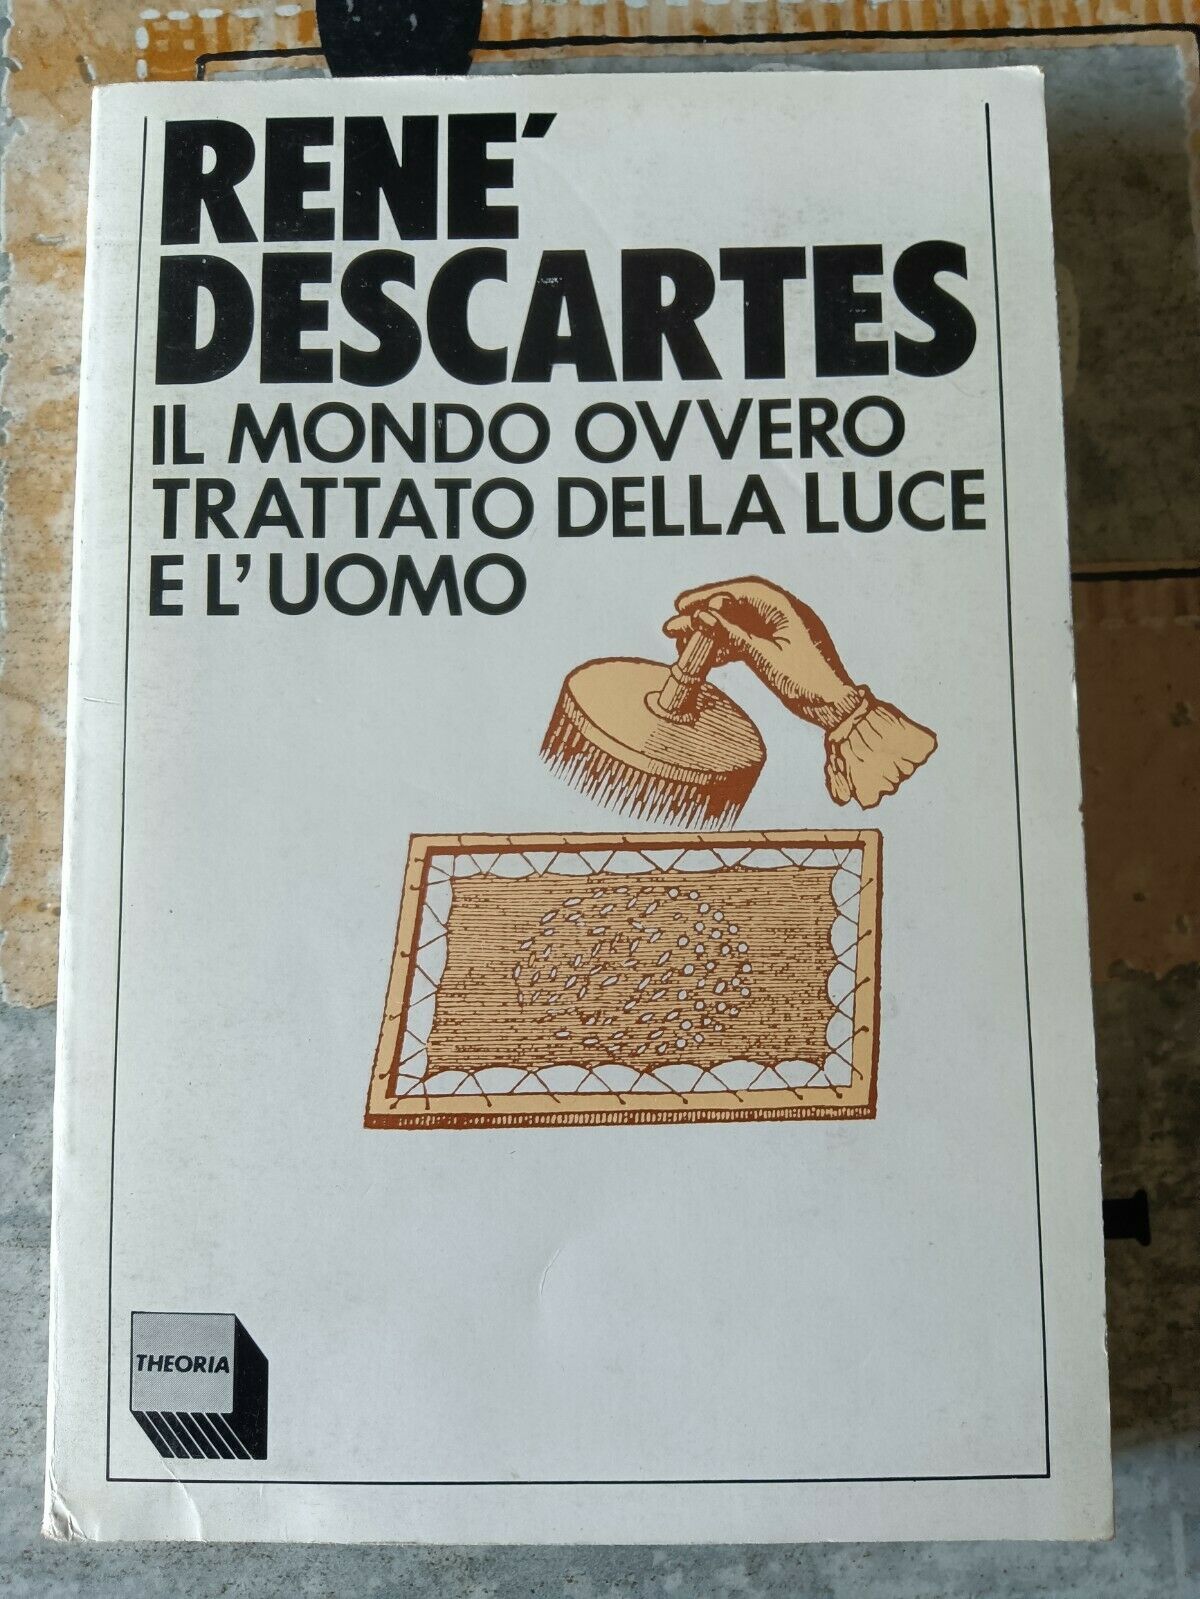 RENE´
DESCARTES
IL MONDO OVVERO
TRATTATO DELLA LUCE
E L'UOMO
THEORIA